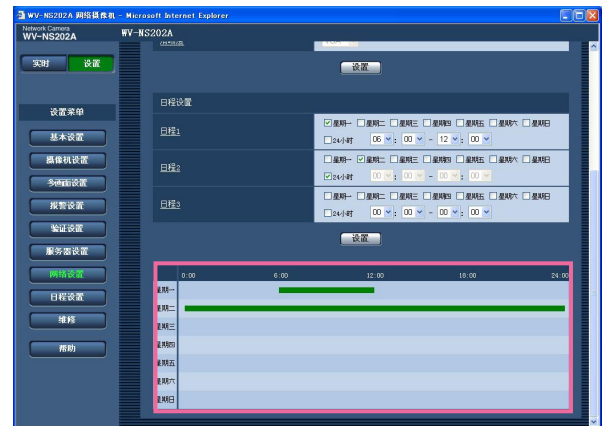 WV-NS202A 网络摄像机 - Microsoft Internet Explorer
Network Camera
WV-NS202A
WV-NS202A
实时 设置
设置
设置菜单
基本设置
摄像机设置
多画面设置
报警设置
验证设置
服务器设置
网络设置
日程设置
维修
帮助
日程设置
日程1
星期一 星期二 星期三 星期四 星期五 星期六 星期日
24小时 06 : 00 - 12 : 00
日程2
星期一 星期二 星期三 星期四 星期五 星期六 星期日
24小时 00 : 00 - 00 : 00
日程3
星期一 星期二 星期三 星期四 星期五 星期六 星期日
24小时 00 : 00 - 00 : 00
设置
0:00 6:00 12:00 18:00 24:00
星期一
星期二
星期三
星期四
星期五
星期六
星期日